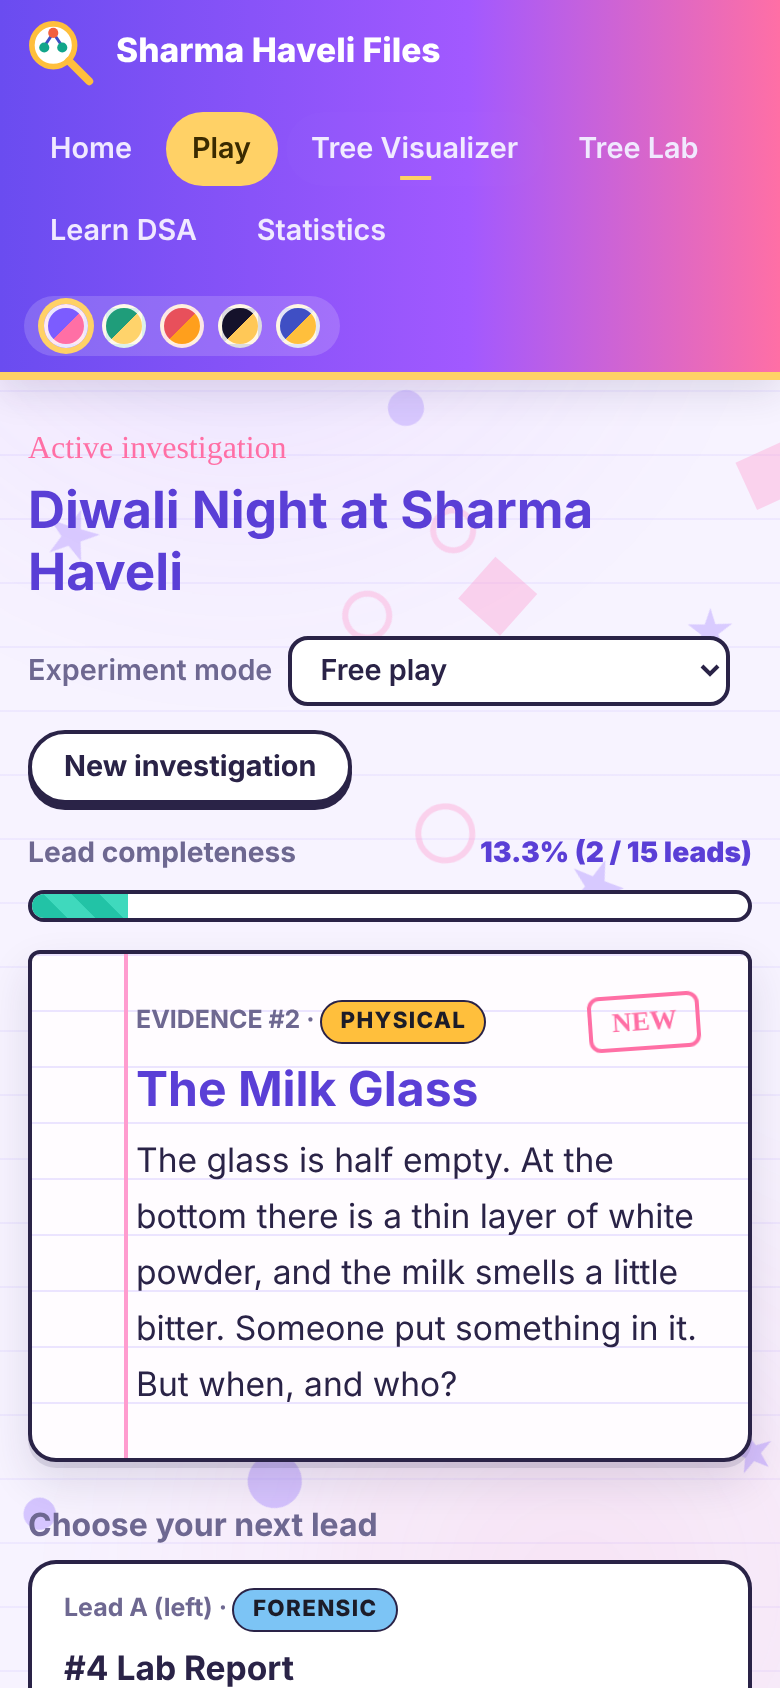 Sharma Haveli Files
Home Play Tree Visualizer Tree Lab
Learn DSA Statistics
Active investigation
Diwali Night at Sharma
Haveli
Experiment mode Free play
New investigation
Lead completeness 13.3% (2 / 15 leads)
EVIDENCE #2 · PHYSICAL NEW
The Milk Glass
The glass is half empty. At the
bottom there is a thin layer of white
powder, and the milk smells a little
bitter. Someone put something in it.
But when, and who?
Choose your next lead
Lead A (left) · FORENSIC
#4 Lab Report